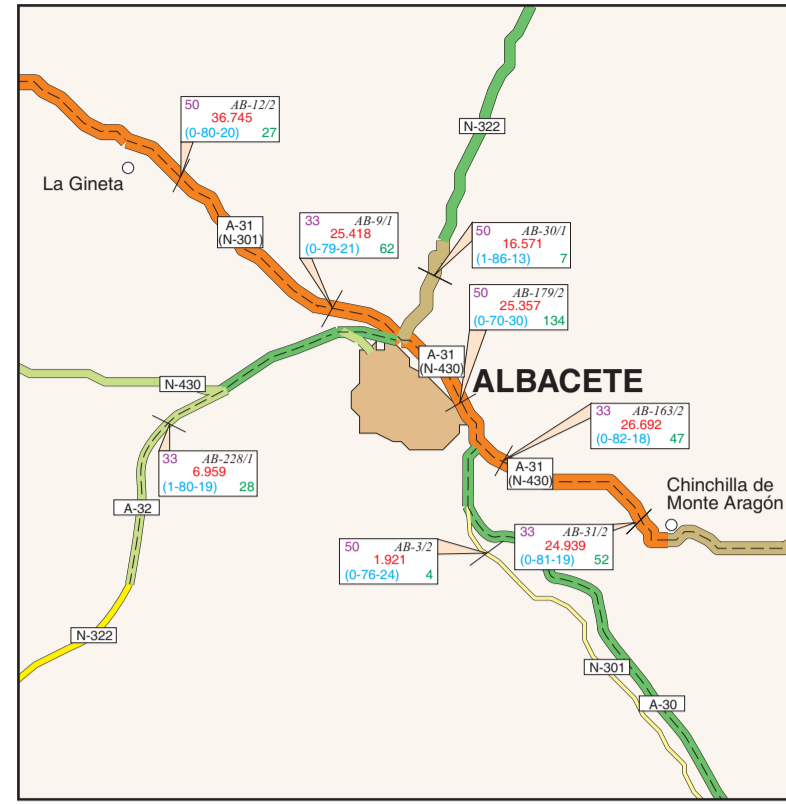 N-322
50 AB-12/2
36.745
(0-80-20) 27
La Gineta
A-31
(N-301)
33 AB-9/1
25.418
(0-79-21) 62
50 AB-30/1
16.571
(1-86-13) 7
50 AB-179/2
25.357
(0-70-30) 134
A-31
(N-430)
ALBACETE
N-430
33 AB-163/2
26.692
(0-82-18) 47
33 AB-228/1
6.959
(1-80-19) 28
A-31
(N-430)
Chinchilla de
Monte Aragón
A-32
50 AB-3/2
1.921
(0-76-24) 4
33 AB-31/2
24.939
(0-81-19) 52
N-322
N-301
A-30